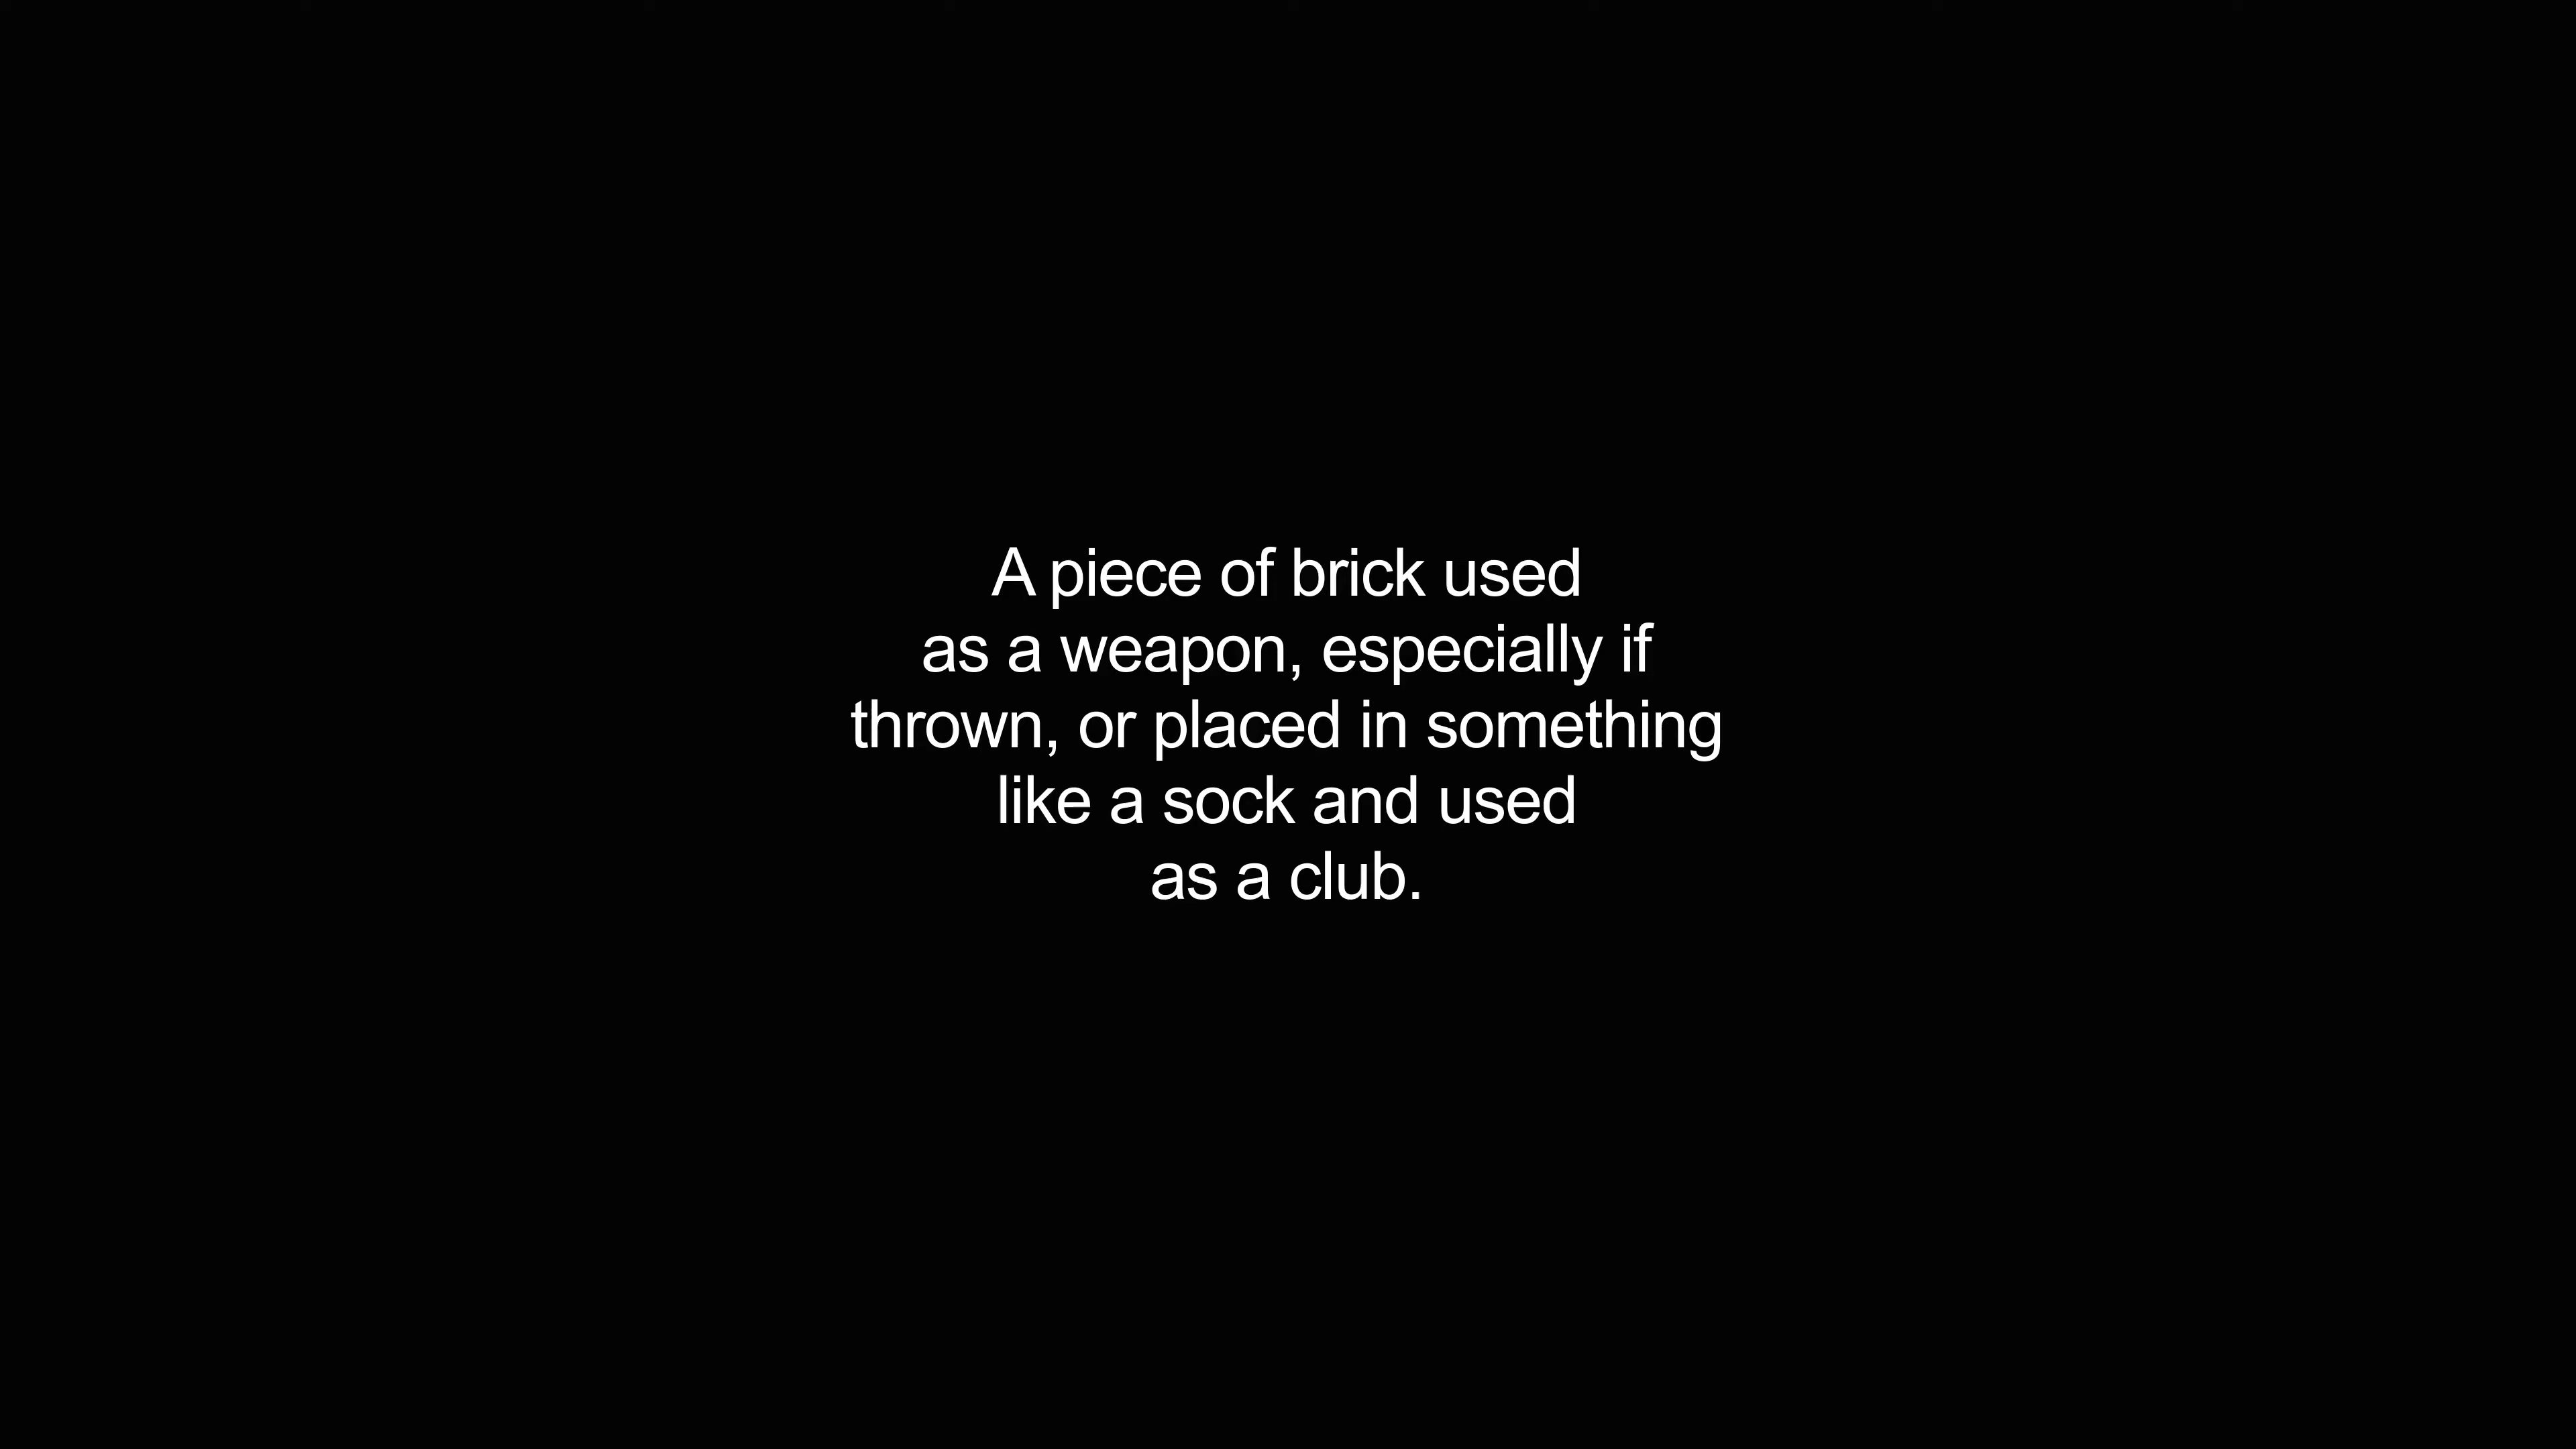 A piece of brick used
as a weapon, especially if
thrown, or placed in something
like a sock and used
as a club.